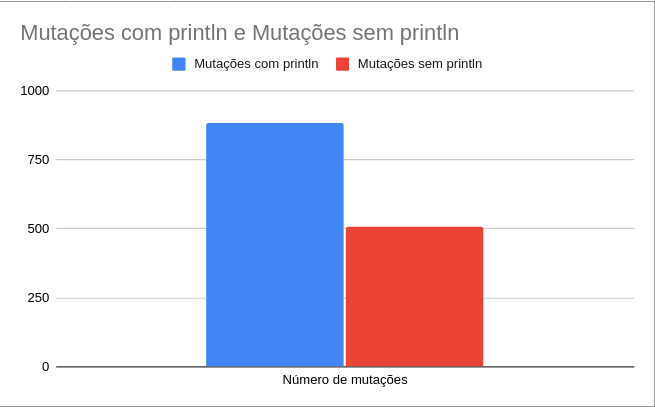 Mutações com println e Mutações sem println
Mutações com println Mutações sem println
1000
750
500
250
0
Número de mutações